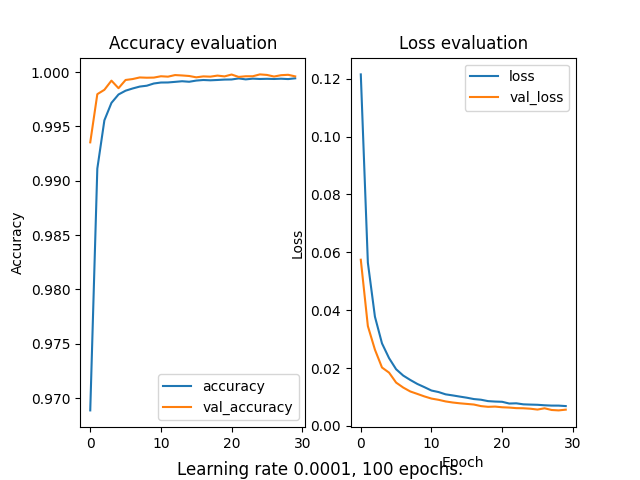 Accuracy evaluation
Loss evaluation
1.000
0.995
0.990
0.985
0.980
0.975
0.970
Accuracy
0 10 20 30
accuracy
val_accuracy
0.12
0.10
0.08
0.06
0.04
0.02
0.00
Loss
0 10 20 30
loss
val_loss
Epoch
Learning rate 0.0001, 100 epochs.